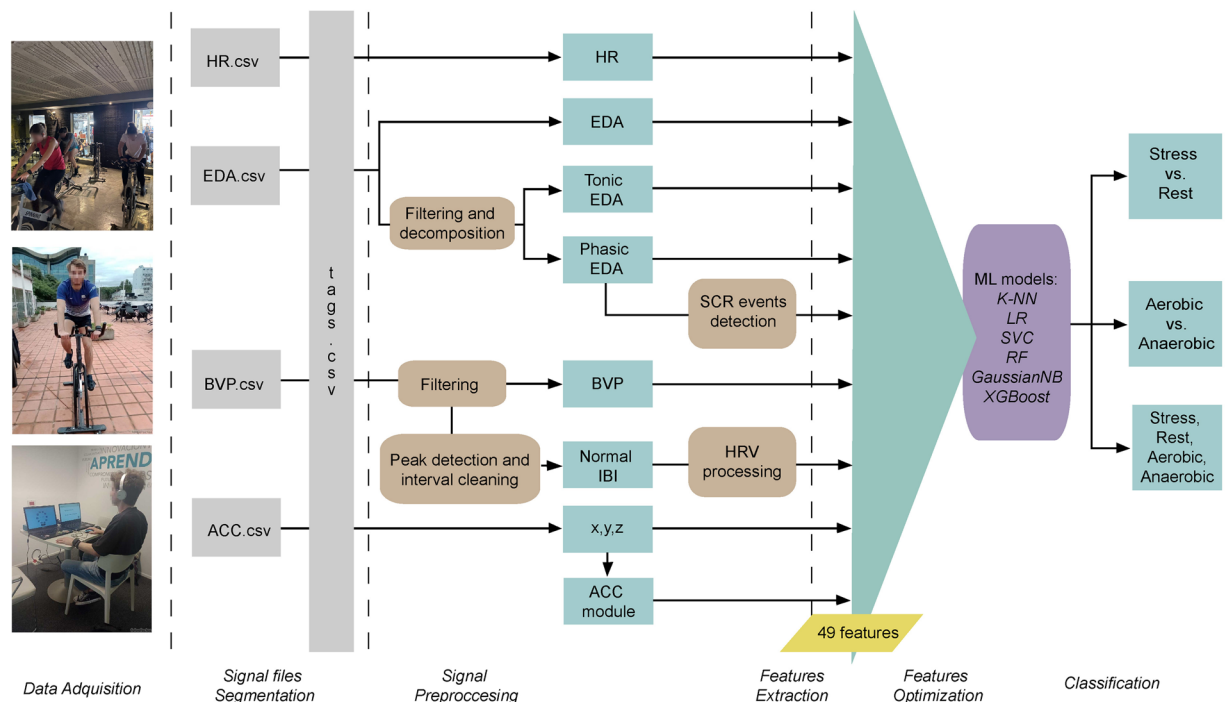 HR.csv
EDA.csv
BVP.csv
ACC.csv
tags.csv
HR
EDA
Filtering and
decomposition
Tonic
EDA
Phasic
EDA
SCR events
detection
Filtering
BVP
Peak detection and
interval cleaning
Normal
IBI
HRV
processing
x,y,z
ACC
module
49 features
ML models:
K-NN
LR
SVC
RF
GaussianNB
XGBoost
Stress
vs.
Rest
Aerobic
vs.
Anaerobic
Stress,
Rest,
Aerobic,
Anaerobic
APREND
Data Adquisition
Signal files
Segmentation
Signal
Preproccesing
Features
Extraction
Features
Optimization
Classification